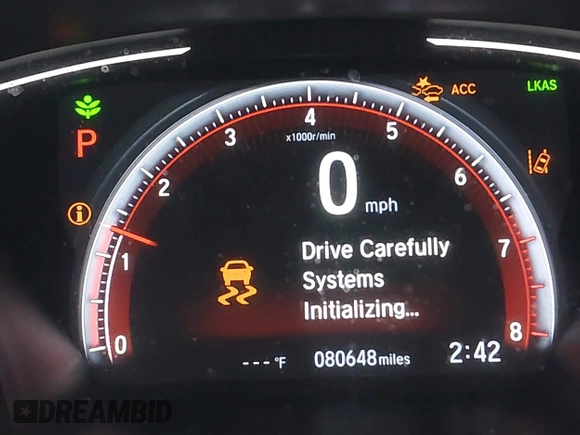 ACC
LKAS
P
0 1 2 3 4 5 6 7 8
x1000r/min
0 mph
Drive Carefully
Systems
Initializing...
---°F 080648 miles 2:42
DREAMBID